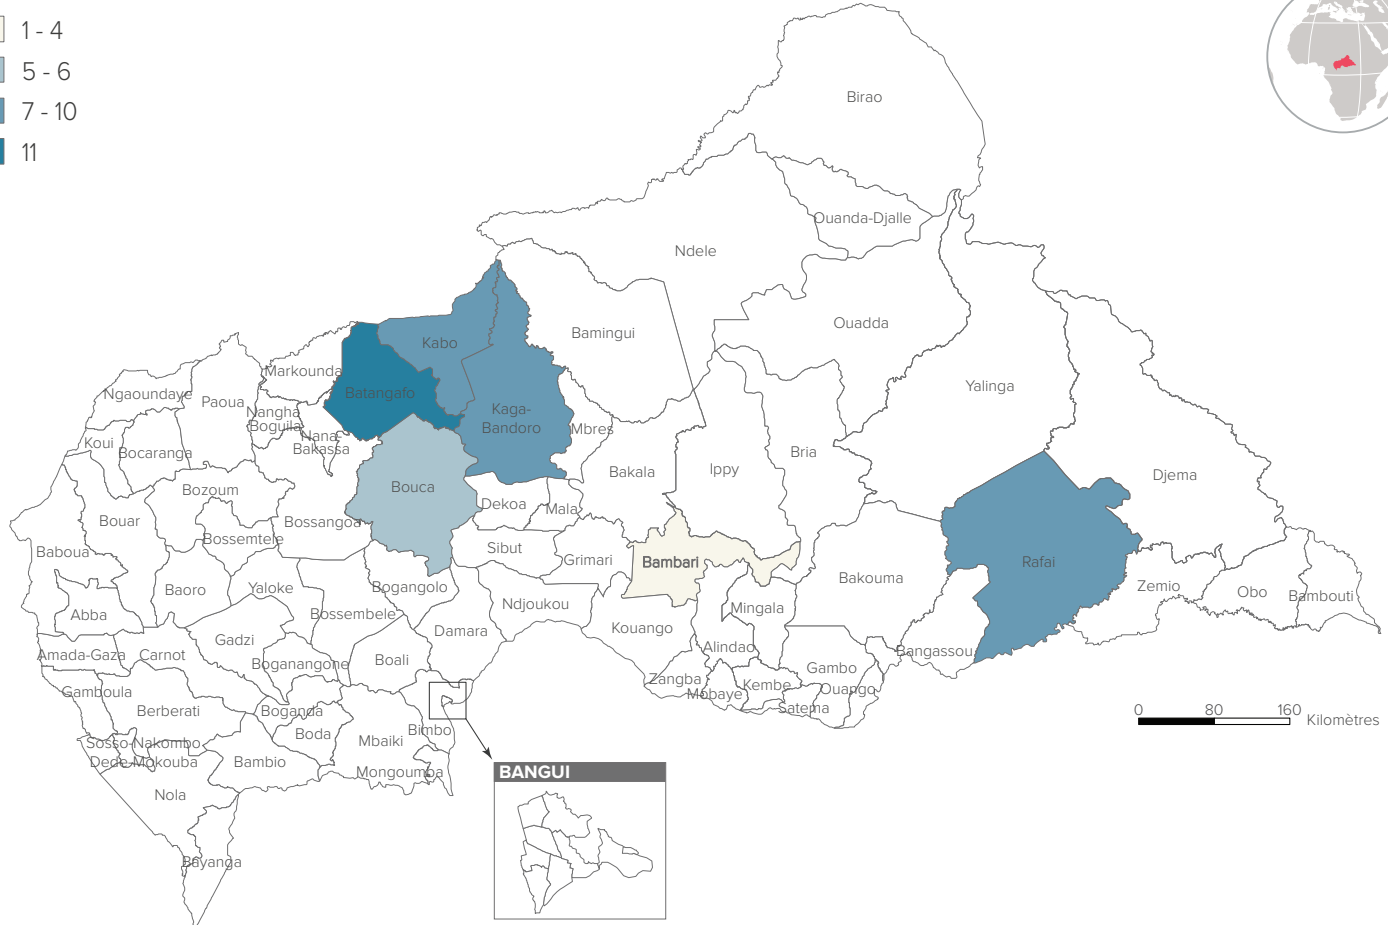 1 - 4
5 - 6
7 - 10
11
Birao
Ouanda-Djalle
Ndele
Ouadda
Bamingui
Kabo
Markounda
Yalinga
Ngaoundaye
Batangafo
Paoua
Kaga-
Bandoro
Nangha
Boguila
Mbres
Nana-
Bakassa
Koui
Bocaranga
Bria
Ippy
Bakala
Djema
Bouca
Bozoum
Dekoa
Mala
Bouar
Bossangoa
Bossemtele
Baboua
Sibut
Grimari
Bambari
Rafai
Bakouma
Baoro
Yaloke
Bogangolo
Zemio
Obo
Bambouti
Ndjoukou
Mingala
Abba
Bossembele
Kouango
Damara
Gadzi
Alindao
Bangassou
Amada-Gaza
Carnot
Boganangone
Boali
Gambo
Zangba
Kembe
Ouango
Mobaye
Gamboula
Satema
Berberati
Boganda
0
80
160
Kilomètres
Boda
Bimbo
Mbaiki
Sosso-Nakombo
Dede-Mokouba
Bambio
Mongoumba
BANGUI
Nola
Bayanga